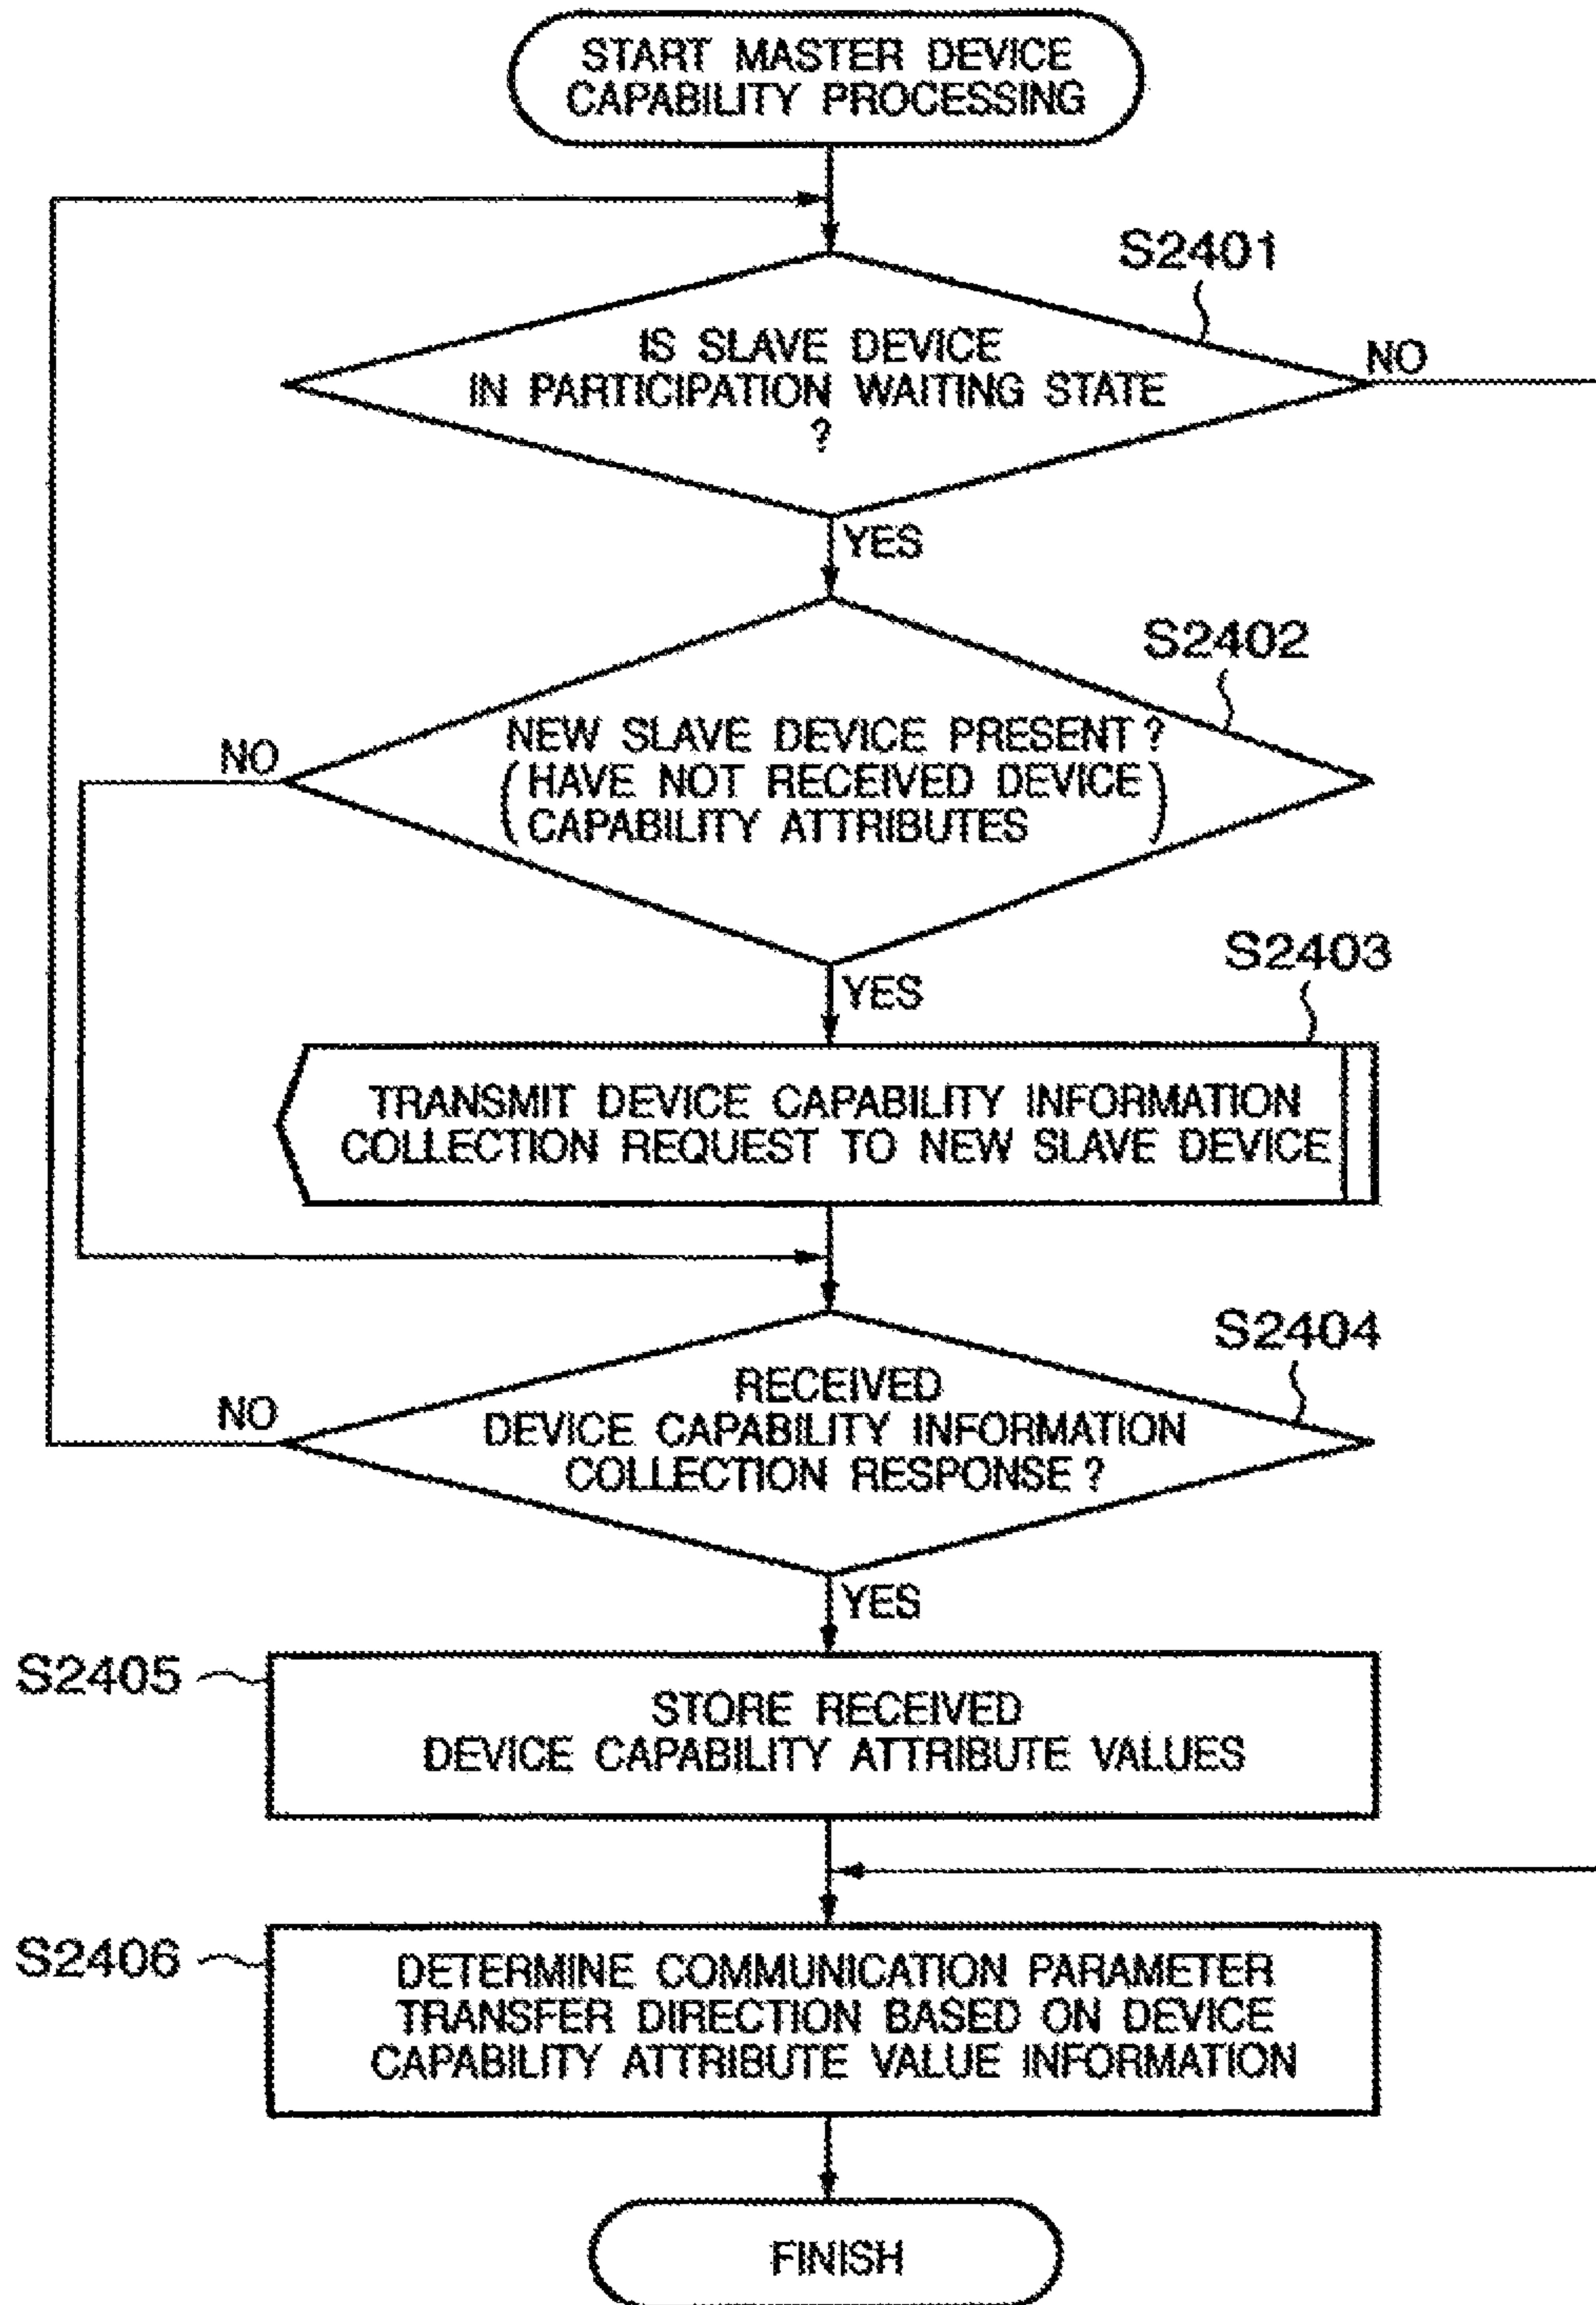 START MASTER DEVICE
CAPABILITY PROCESSING
S2401
IS SLAVE DEVICE
IN PARTICIPATION WAITING STATE
?
NO
YES
S2402
NEW SLAVE DEVICE PRESENT?
(HAVE NOT RECEIVED DEVICE
CAPABILITY ATTRIBUTES)
NO
YES
S2403
TRANSMIT DEVICE CAPABILITY INFORMATION
COLLECTION REQUEST TO NEW SLAVE DEVICE
S2404
RECEIVED
DEVICE CAPABILITY INFORMATION
COLLECTION RESPONSE?
NO
YES
S2405
STORE RECEIVED
DEVICE CAPABILITY ATTRIBUTE VALUES
S2406
DETERMINE COMMUNICATION PARAMETER
TRANSFER DIRECTION BASED ON DEVICE
CAPABILITY ATTRIBUTE VALUE INFORMATION
FINISH